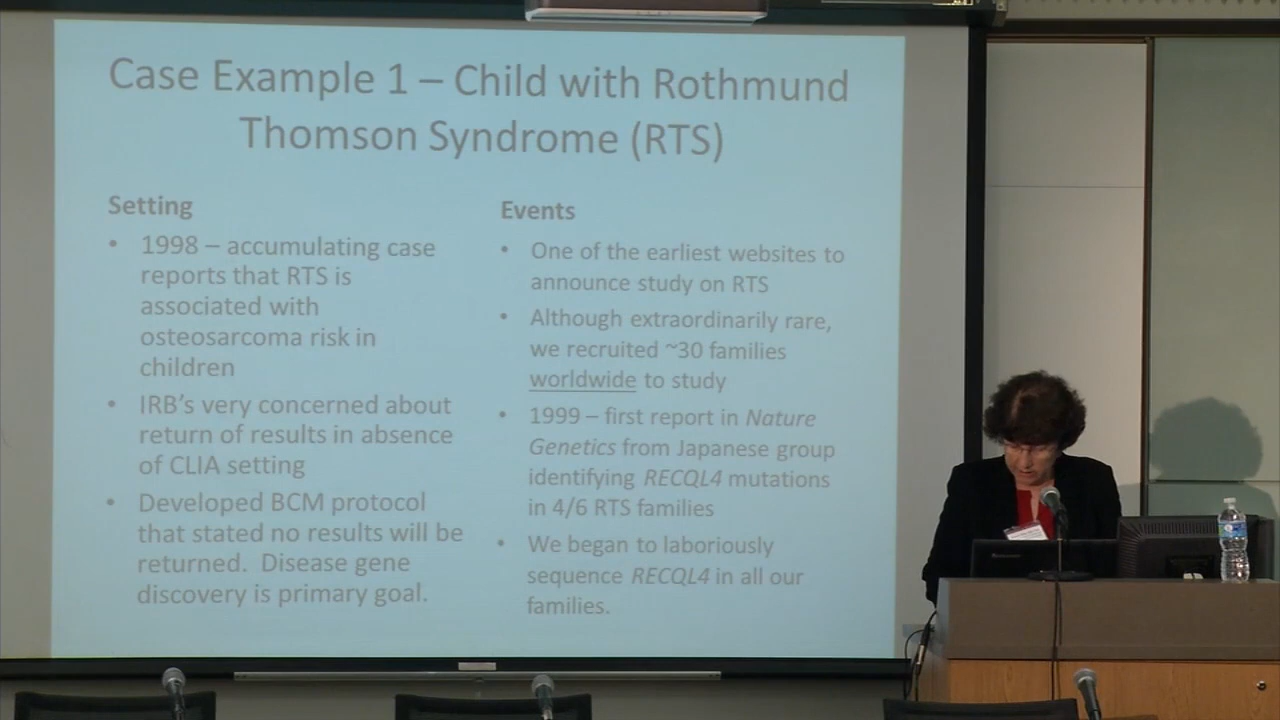 Case Example 1 – Child with Rothmund
Thomson Syndrome (RTS)
Setting
• 1998 – accumulating case
reports that RTS is
associated with
osteosarcoma risk in
children
• IRB's very concerned about
return of results in absence
of CLIA setting
• Developed BCM protocol
that stated no results will be
returned.  Disease gene
discovery is primary goal.
Events
• One of the earliest websites to
announce study on RTS
• Although extraordinarily rare,
we recruited ~30 families
worldwide to study
• 1999 – first report in Nature
Genetics from Japanese group
identifying RECQL4 mutations
in 4/6 RTS families
• We began to laboriously
sequence RECQL4 in all our
families.